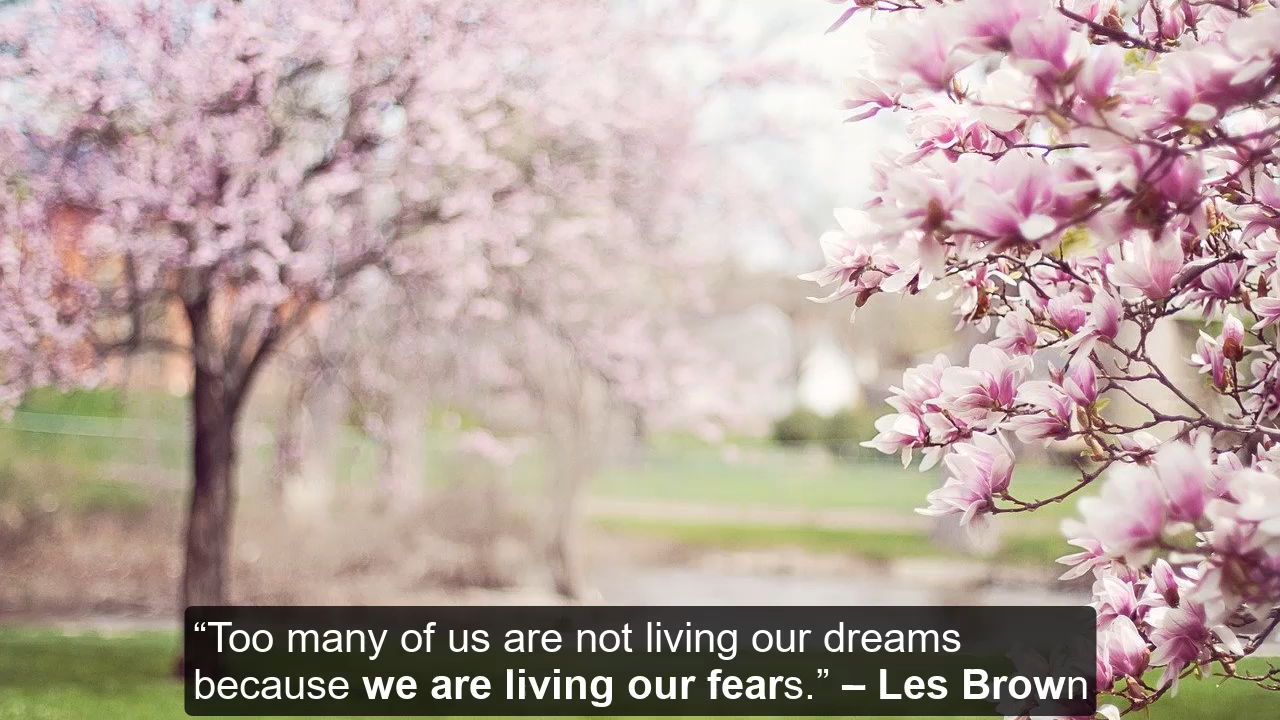 “Too many of us are not living our dreams
because we are living our fears.” – Les Brown